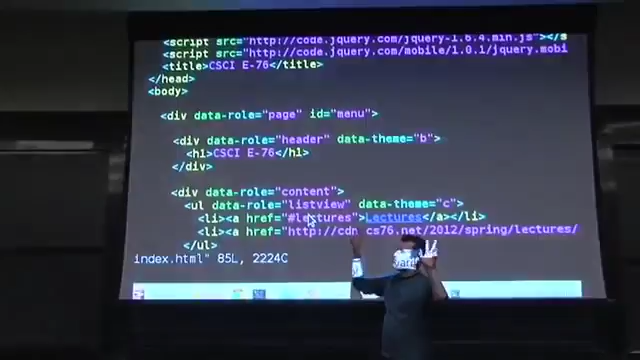 <script src="http://code.jquery.com/jquery-1.6.4.min.js"></s
<script src="http://code.jquery.com/mobile/1.0.1/jquery.mobi
<title>CSCI E-76</title>
</head>
<body>
<div data-role="page" id="menu">
<div data-role="header" data-theme="b">
<h1>CSCI E-76</h1>
</div>
<div data-role="content">
<ul data-role="listview" data-theme="c">
<li><a href="#lectures">Lectures</a></li>
<li><a href="http://cdn.cs76.net/2012/spring/lectures/
</ul>
index.html" 85L, 2224C